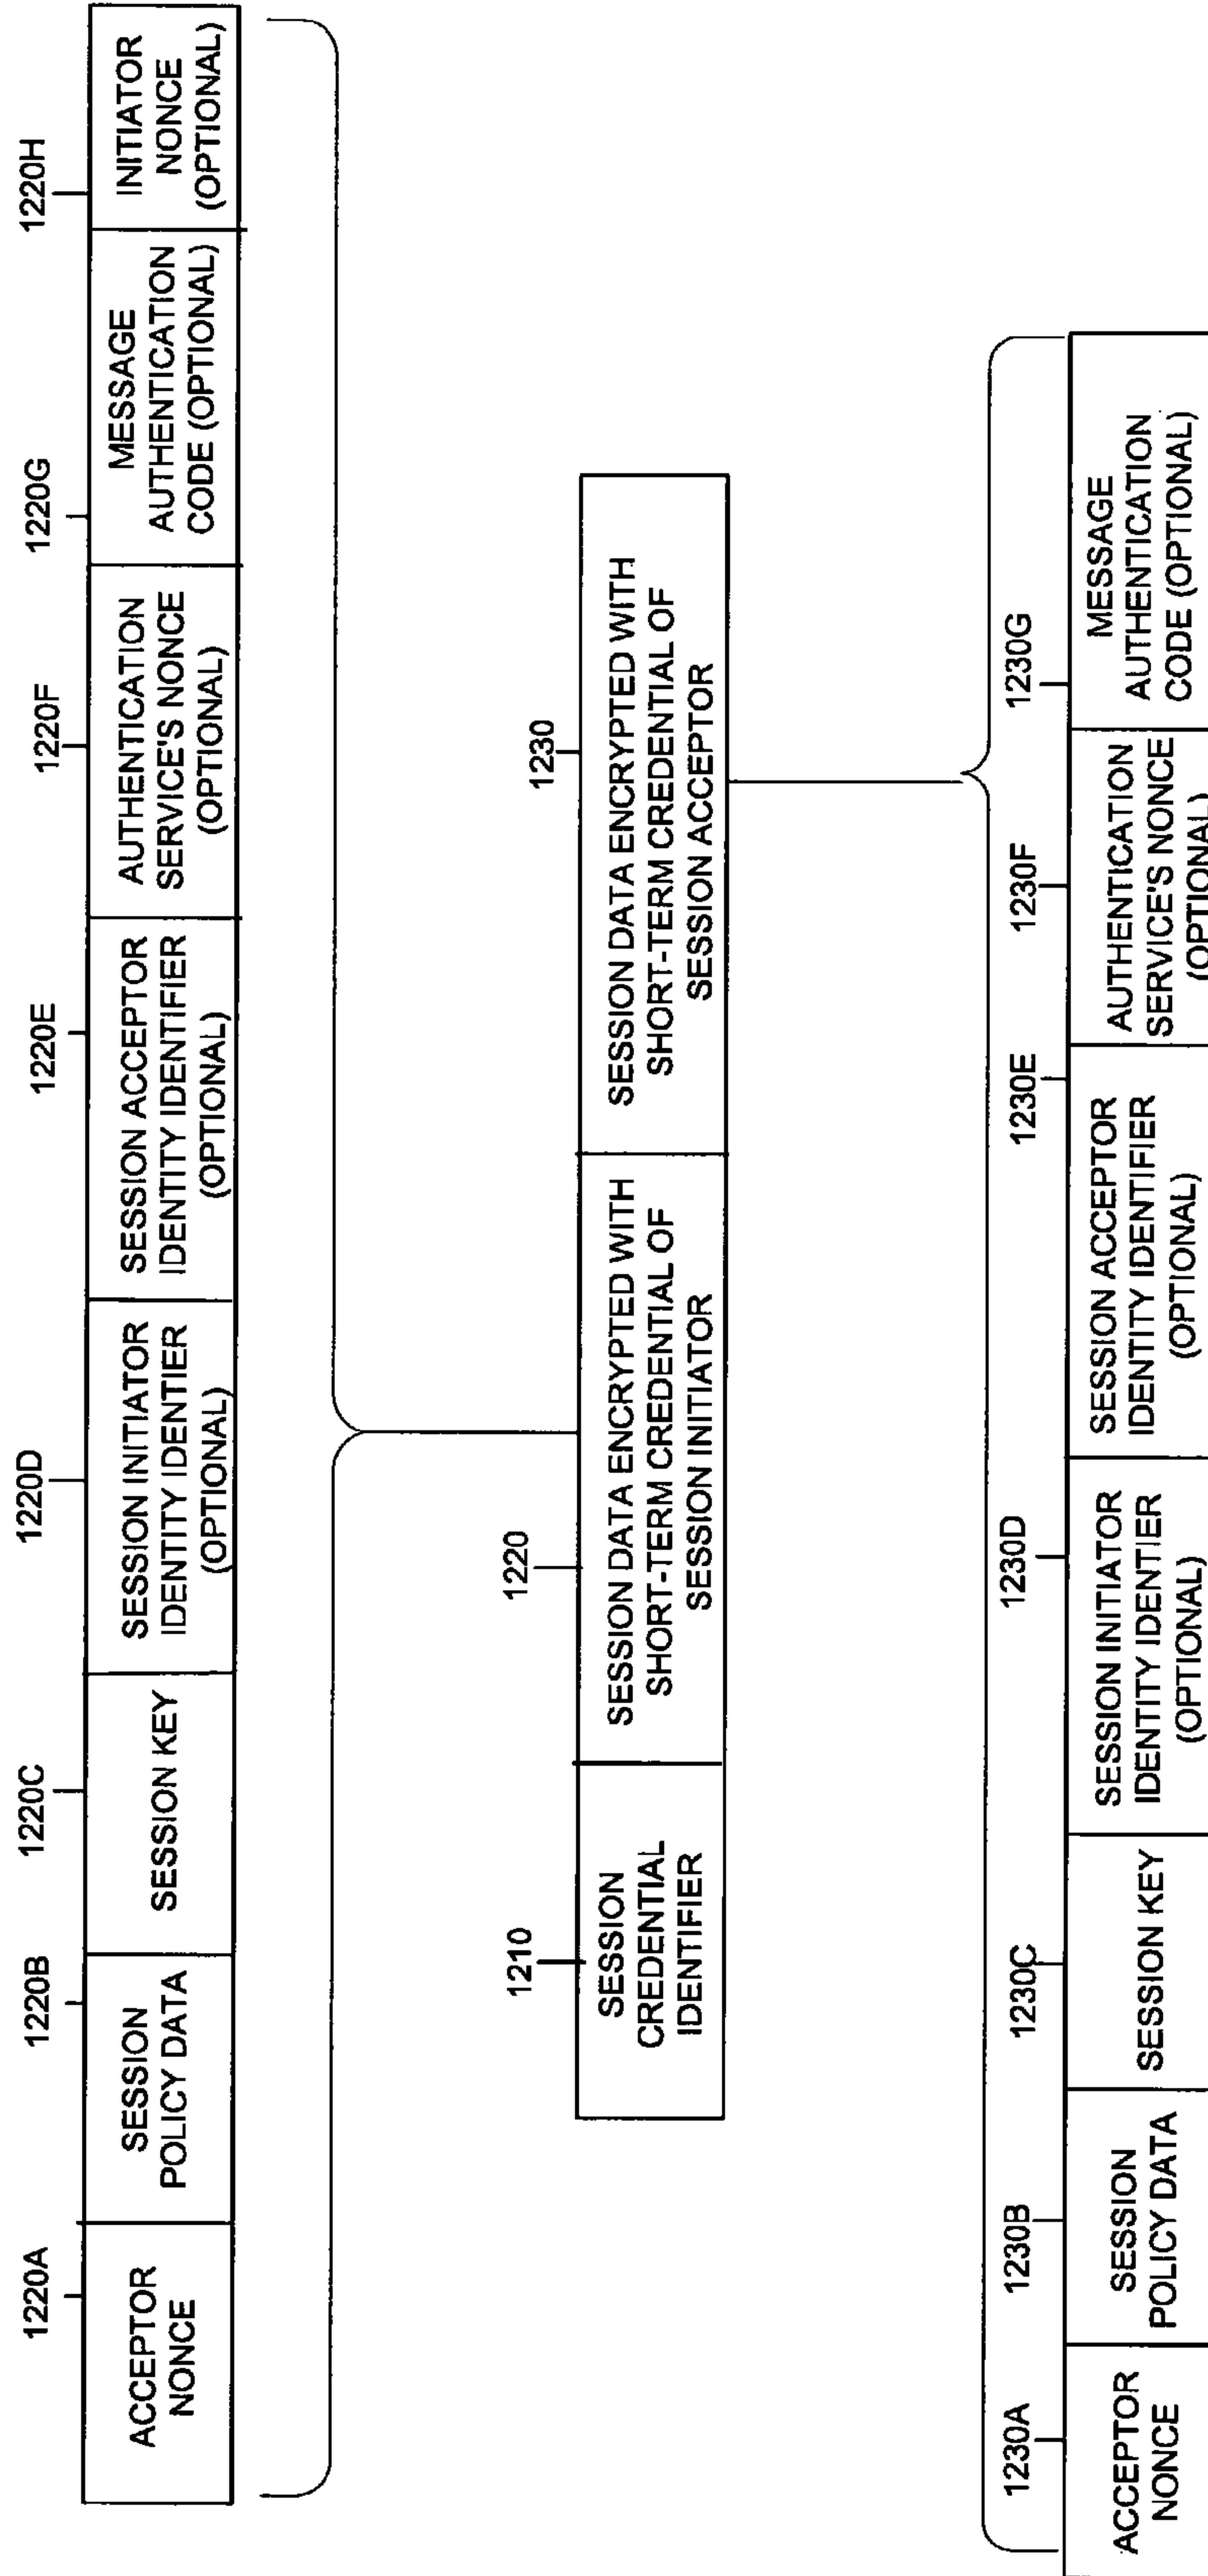 1220A
1220B
1220C
1220D
1220E
1220F
1220G
1220H
ACCEPTOR
NONCE
SESSION
POLICY DATA
SESSION KEY
SESSION INITIATOR
IDENTITY IDENTIER
(OPTIONAL)
SESSION ACCEPTOR
IDENTITY IDENTIFIER
(OPTIONAL)
AUTHENTICATION
SERVICE'S NONCE
(OPTIONAL)
MESSAGE
AUTHENTICATION
CODE (OPTIONAL)
INITIATOR
NONCE
(OPTIONAL)
1210
1220
1230
SESSION
CREDENTIAL
IDENTIFIER
SESSION DATA ENCRYPTED WITH
SHORT-TERM CREDENTIAL OF
SESSION INITIATOR
SESSION DATA ENCRYPTED WITH
SHORT-TERM CREDENTIAL OF
SESSION ACCEPTOR
1230A
1230B
1230C
1230D
1230E
1230F
1230G
ACCEPTOR
NONCE
SESSION
POLICY DATA
SESSION KEY
SESSION INITIATOR
IDENTITY IDENTIER
(OPTIONAL)
SESSION ACCEPTOR
IDENTITY IDENTIFIER
(OPTIONAL)
AUTHENTICATION
SERVICE'S NONCE
(OPTIONAL)
MESSAGE
AUTHENTICATION
CODE (OPTIONAL)